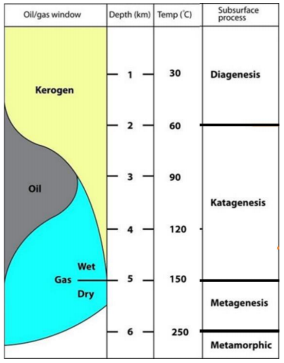 Oil/gas window Depth (km) Temp (°C) Subsurface
process
1 30 Diagenesis
Kerogen
2 60
3 90
Oil
Katagenesis
4 120
Wet
Gas 5 150
Dry
Metagenesis
6 250
Metamorphic